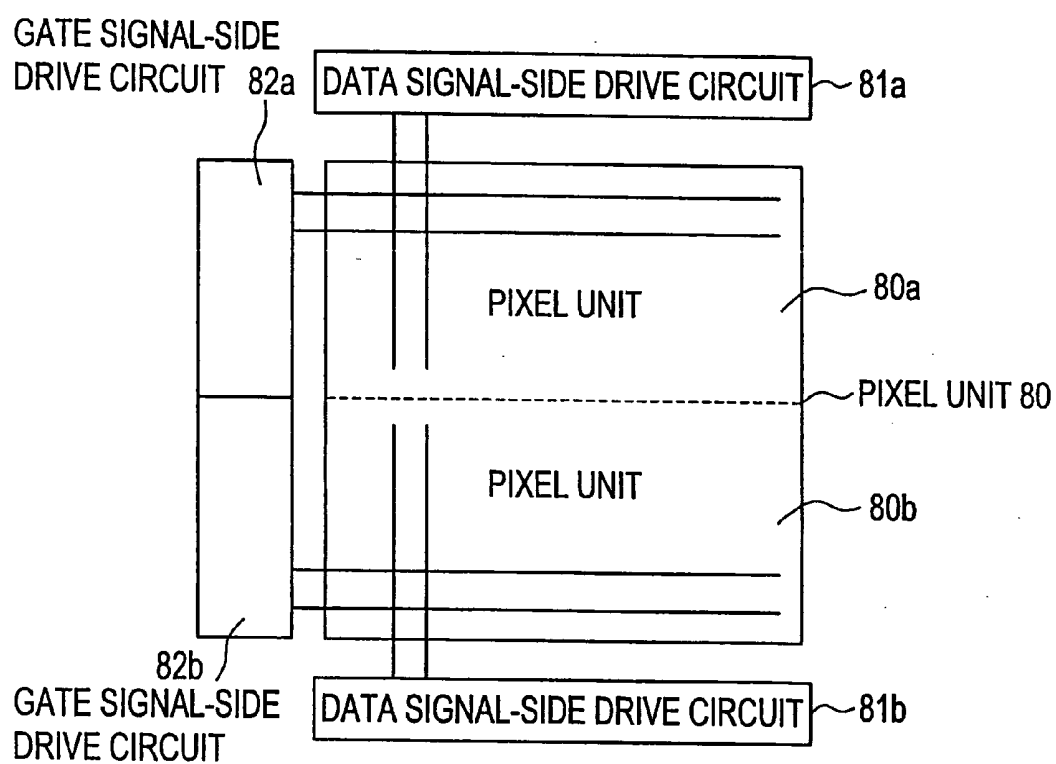 GATE SIGNAL-SIDE
DRIVE CIRCUIT 82a
DATA SIGNAL-SIDE DRIVE CIRCUIT 81a
PIXEL UNIT 80a
PIXEL UNIT 80
PIXEL UNIT 80b
82b
GATE SIGNAL-SIDE
DRIVE CIRCUIT
DATA SIGNAL-SIDE DRIVE CIRCUIT 81b